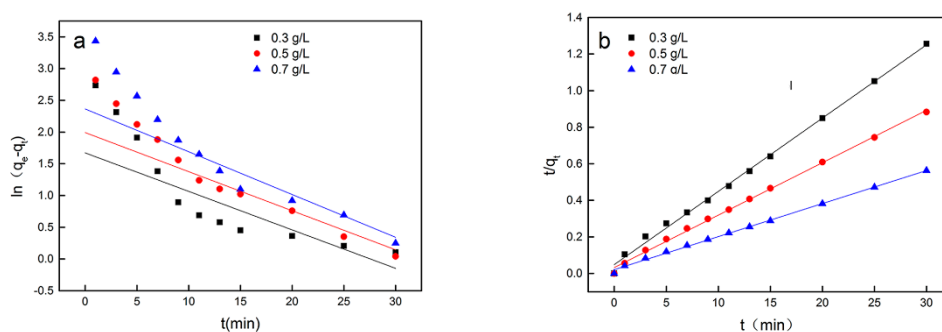 a
0.3 g/L
0.5 g/L
0.7 g/L
3.5
3.0
2.5
2.0
1.5
1.0
0.5
0.0
-0.5
ln（qe-qt）
0 5 10 15 20 25 30
t(min)
b
0.3 g/L
0.5 g/L
0.7 g/L
1.4
1.2
1.0
0.8
0.6
0.4
0.2
0.0
t/qt
0 5 10 15 20 25 30
t（min）